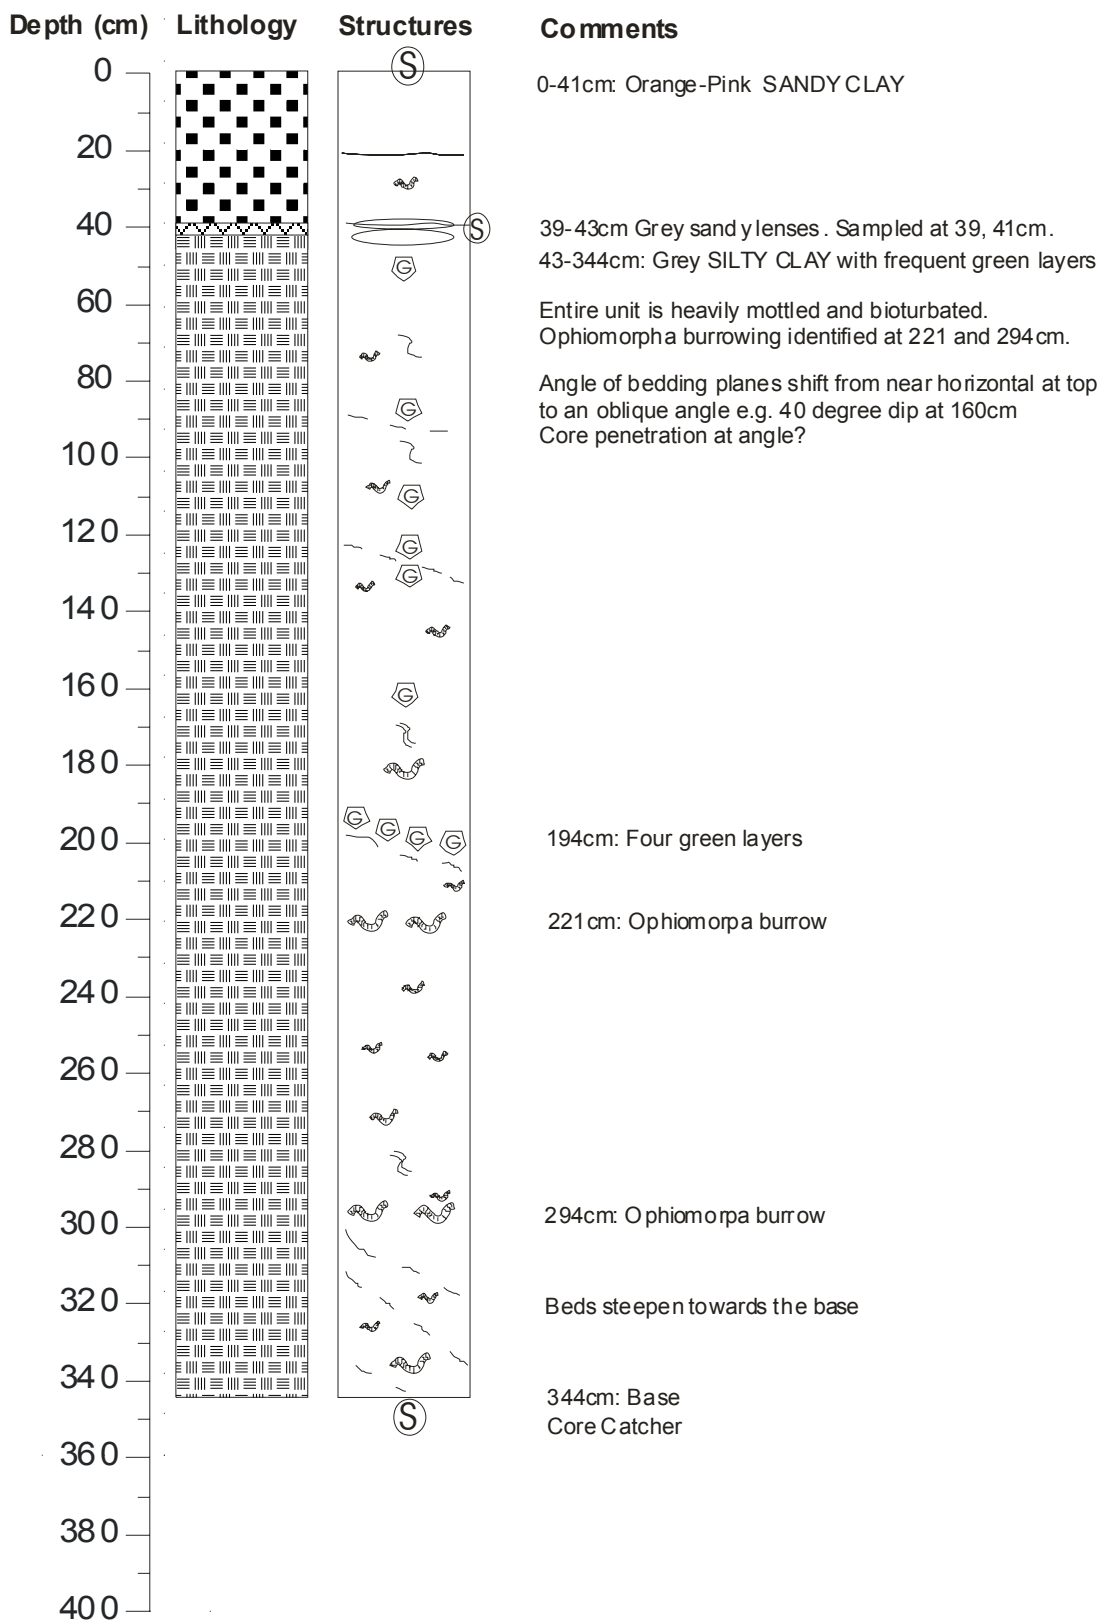 Depth (cm) Lithology Structures Comments
S
0
0-41cm: Orange-Pink SANDY CLAY
20
40
S
39-43cm Grey sandy lenses. Sampled at 39, 41cm.
43-344cm: Grey SILTY CLAY with frequent green layers
G
60
Entire unit is heavily mottled and bioturbated.
Ophiomorpha burrowing identified at 221 and 294cm.
80
Angle of bedding planes shift from near horizontal at top
to an oblique angle e.g. 40 degree dip at 160cm
Core penetration at angle?
G
100
G
120
G
G
140
160
G
180
G G G G
200
194cm: Four green layers
220
221cm: Ophiomorpa burrow
240
260
280
300
294cm: Ophiomorpa burrow
320
Beds steepen towards the base
340
344cm: Base
Core Catcher
S
360
380
400